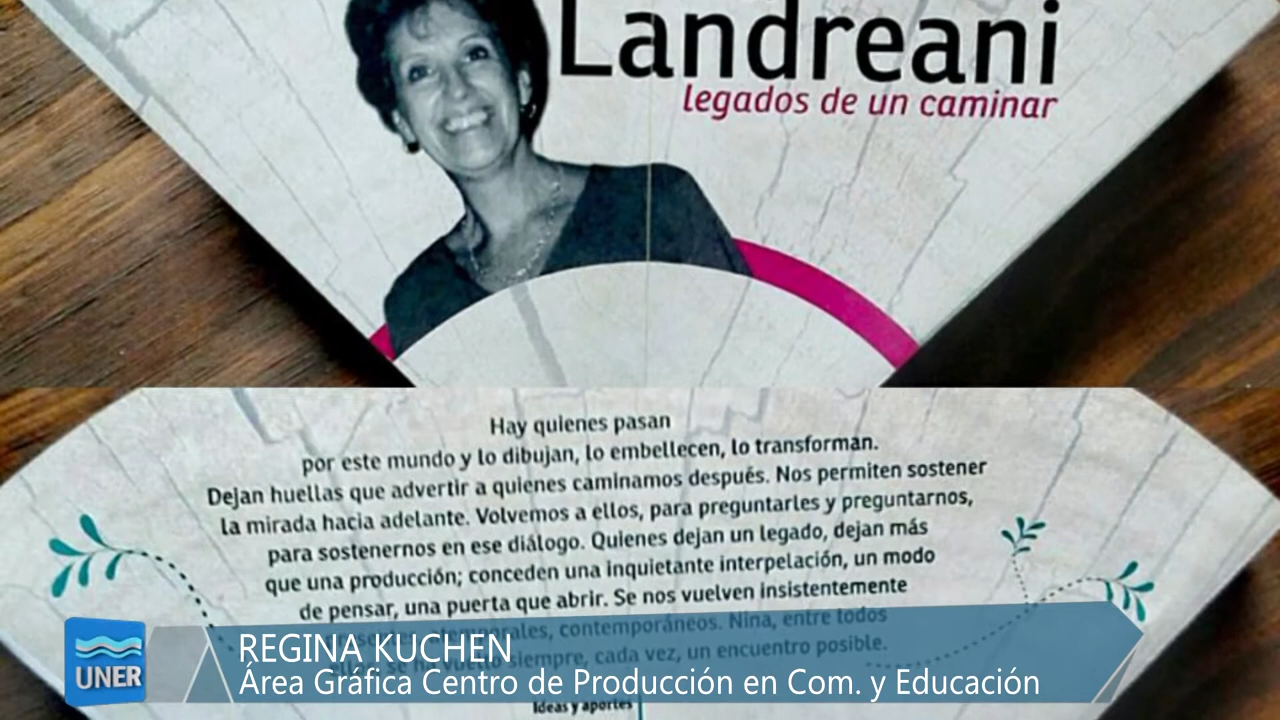 Landreani
legados de un caminar
Hay quienes pasan
por este mundo y lo dibujan, lo embellecen, lo transforman.
Dejan huellas que advertir a quienes caminamos después. Nos permiten sostener
la mirada hacia adelante. Volvemos a ellos, para preguntarles y preguntarnos,
para sostenernos en ese diálogo. Quienes dejan un legado, dejan más
que una producción; conceden una inquietante interpelación, un modo
de pensar, una puerta que abrir. Se nos vuelven insistentemente
contemporáneos. Nina, entre todos
siempre, cada vez, un encuentro posible.
UNER
REGINA KUCHEN
Área Gráfica Centro de Producción en Com. y Educación
Ideas y aportes